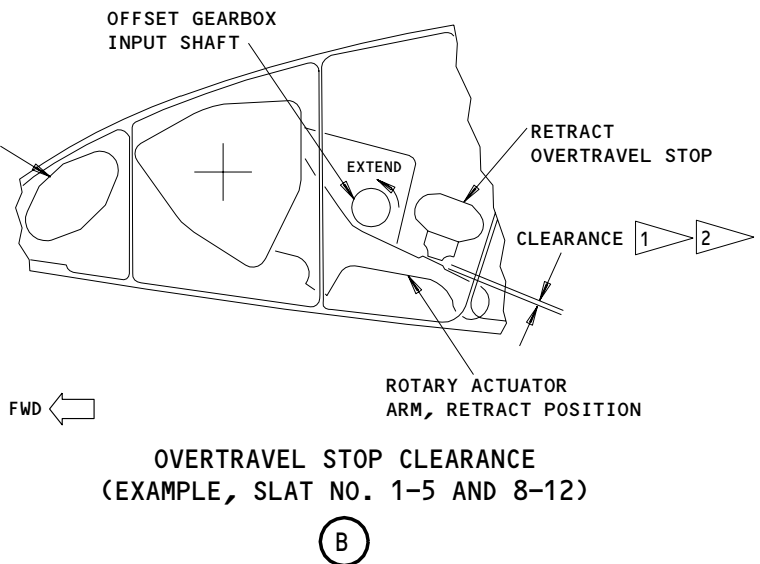 OFFSET GEARBOX
INPUT SHAFT
RETRACT
OVERTRAVEL STOP
EXTEND
CLEARANCE 1 2
ROTARY ACTUATOR
ARM, RETRACT POSITION
FWD
OVERTRAVEL STOP CLEARANCE
(EXAMPLE, SLAT NO. 1-5 AND 8-12)
B